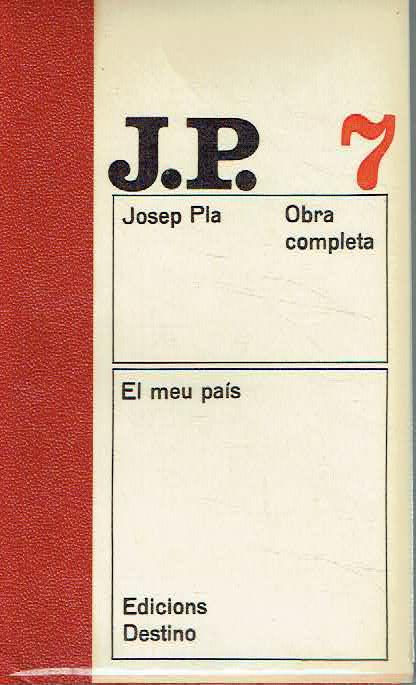 J.P. 7
Josep Pla
Obra
completa
El meu país
Edicions
Destino